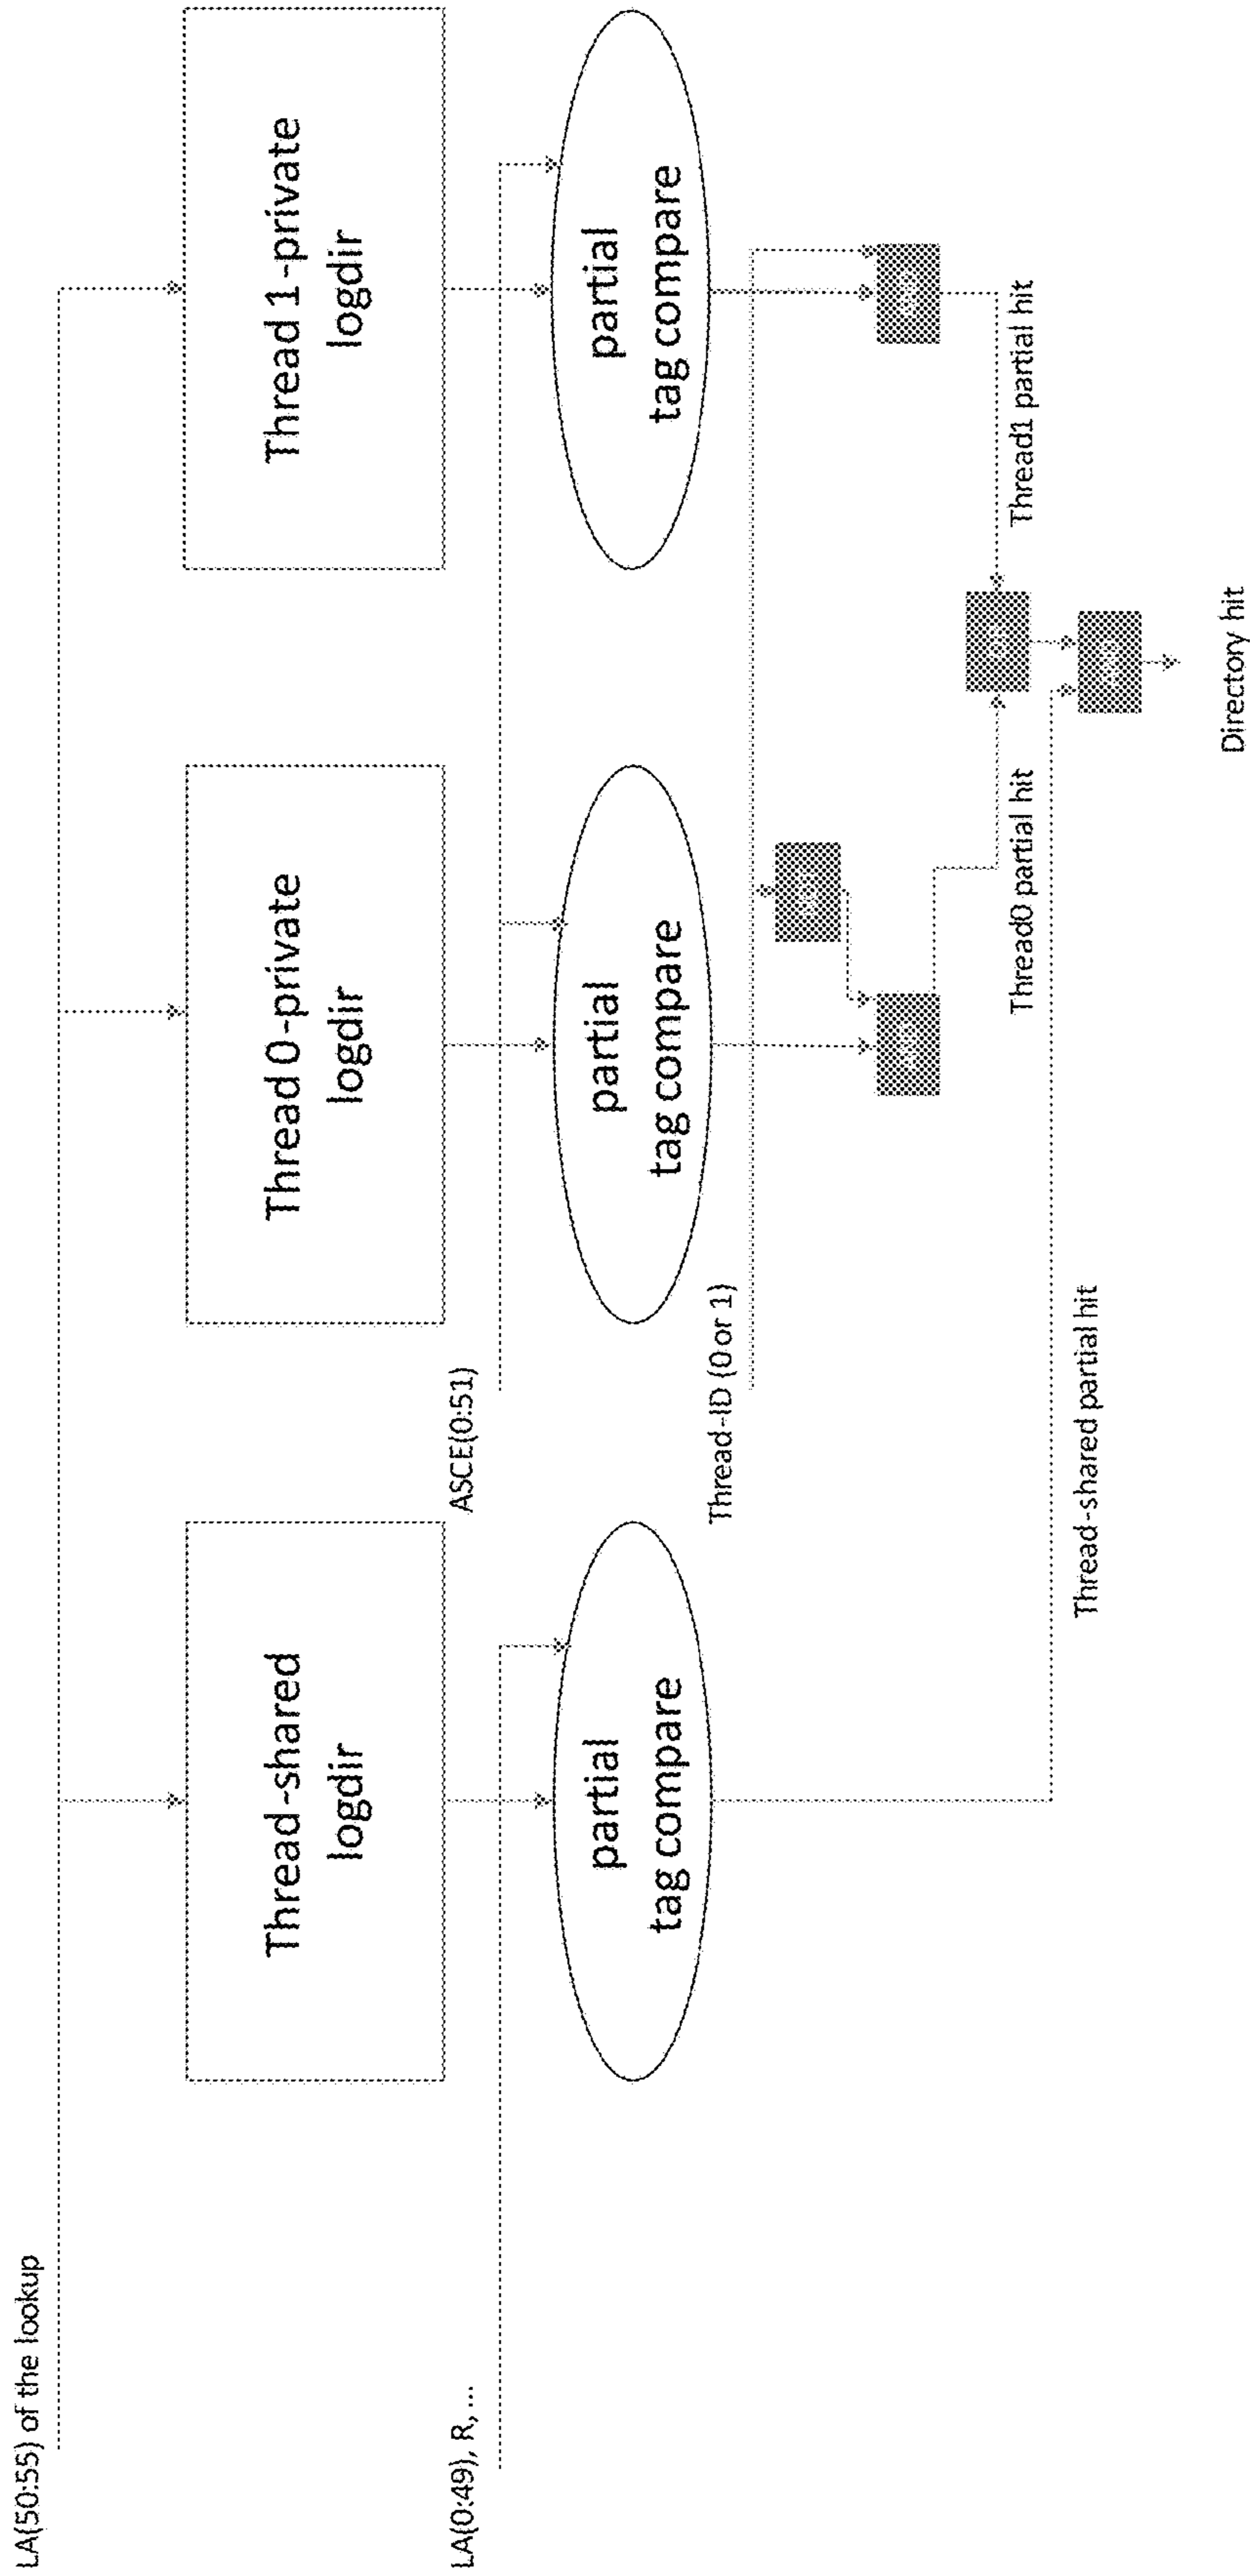 LA(50:55) of the lookup
Thread-shared
logdir
Thread 0-private
logdir
Thread 1-private
logdir
LA(0:49), R, ...
ASCE(0:51)
partial
tag compare
partial
tag compare
partial
tag compare
Thread-ID (0 or 1)
Thread0 partial hit
Thread1 partial hit
Thread-shared partial hit
Directory hit